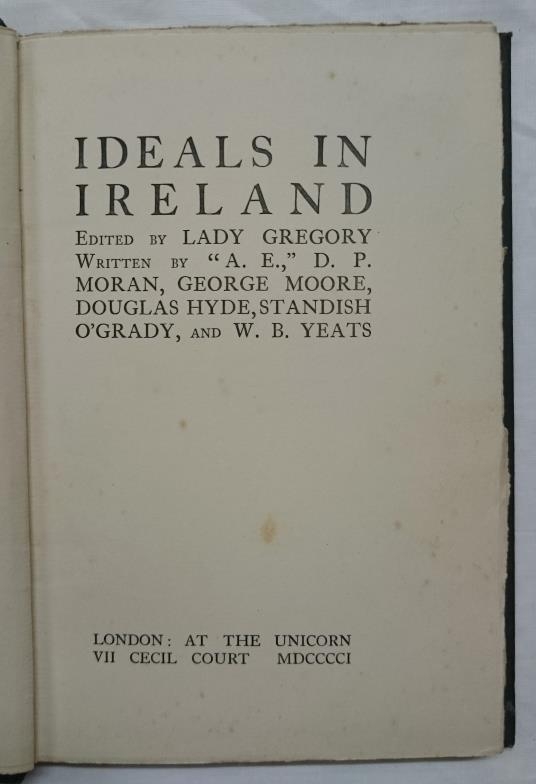 IDEALS IN
IRELAND
EDITED BY LADY GREGORY
WRITTEN BY "A. E.," D. P.
MORAN, GEORGE MOORE,
DOUGLAS HYDE, STANDISH
O'GRADY, AND W. B. YEATS
LONDON: AT THE UNICORN
VII CECIL COURT MDCCCCI